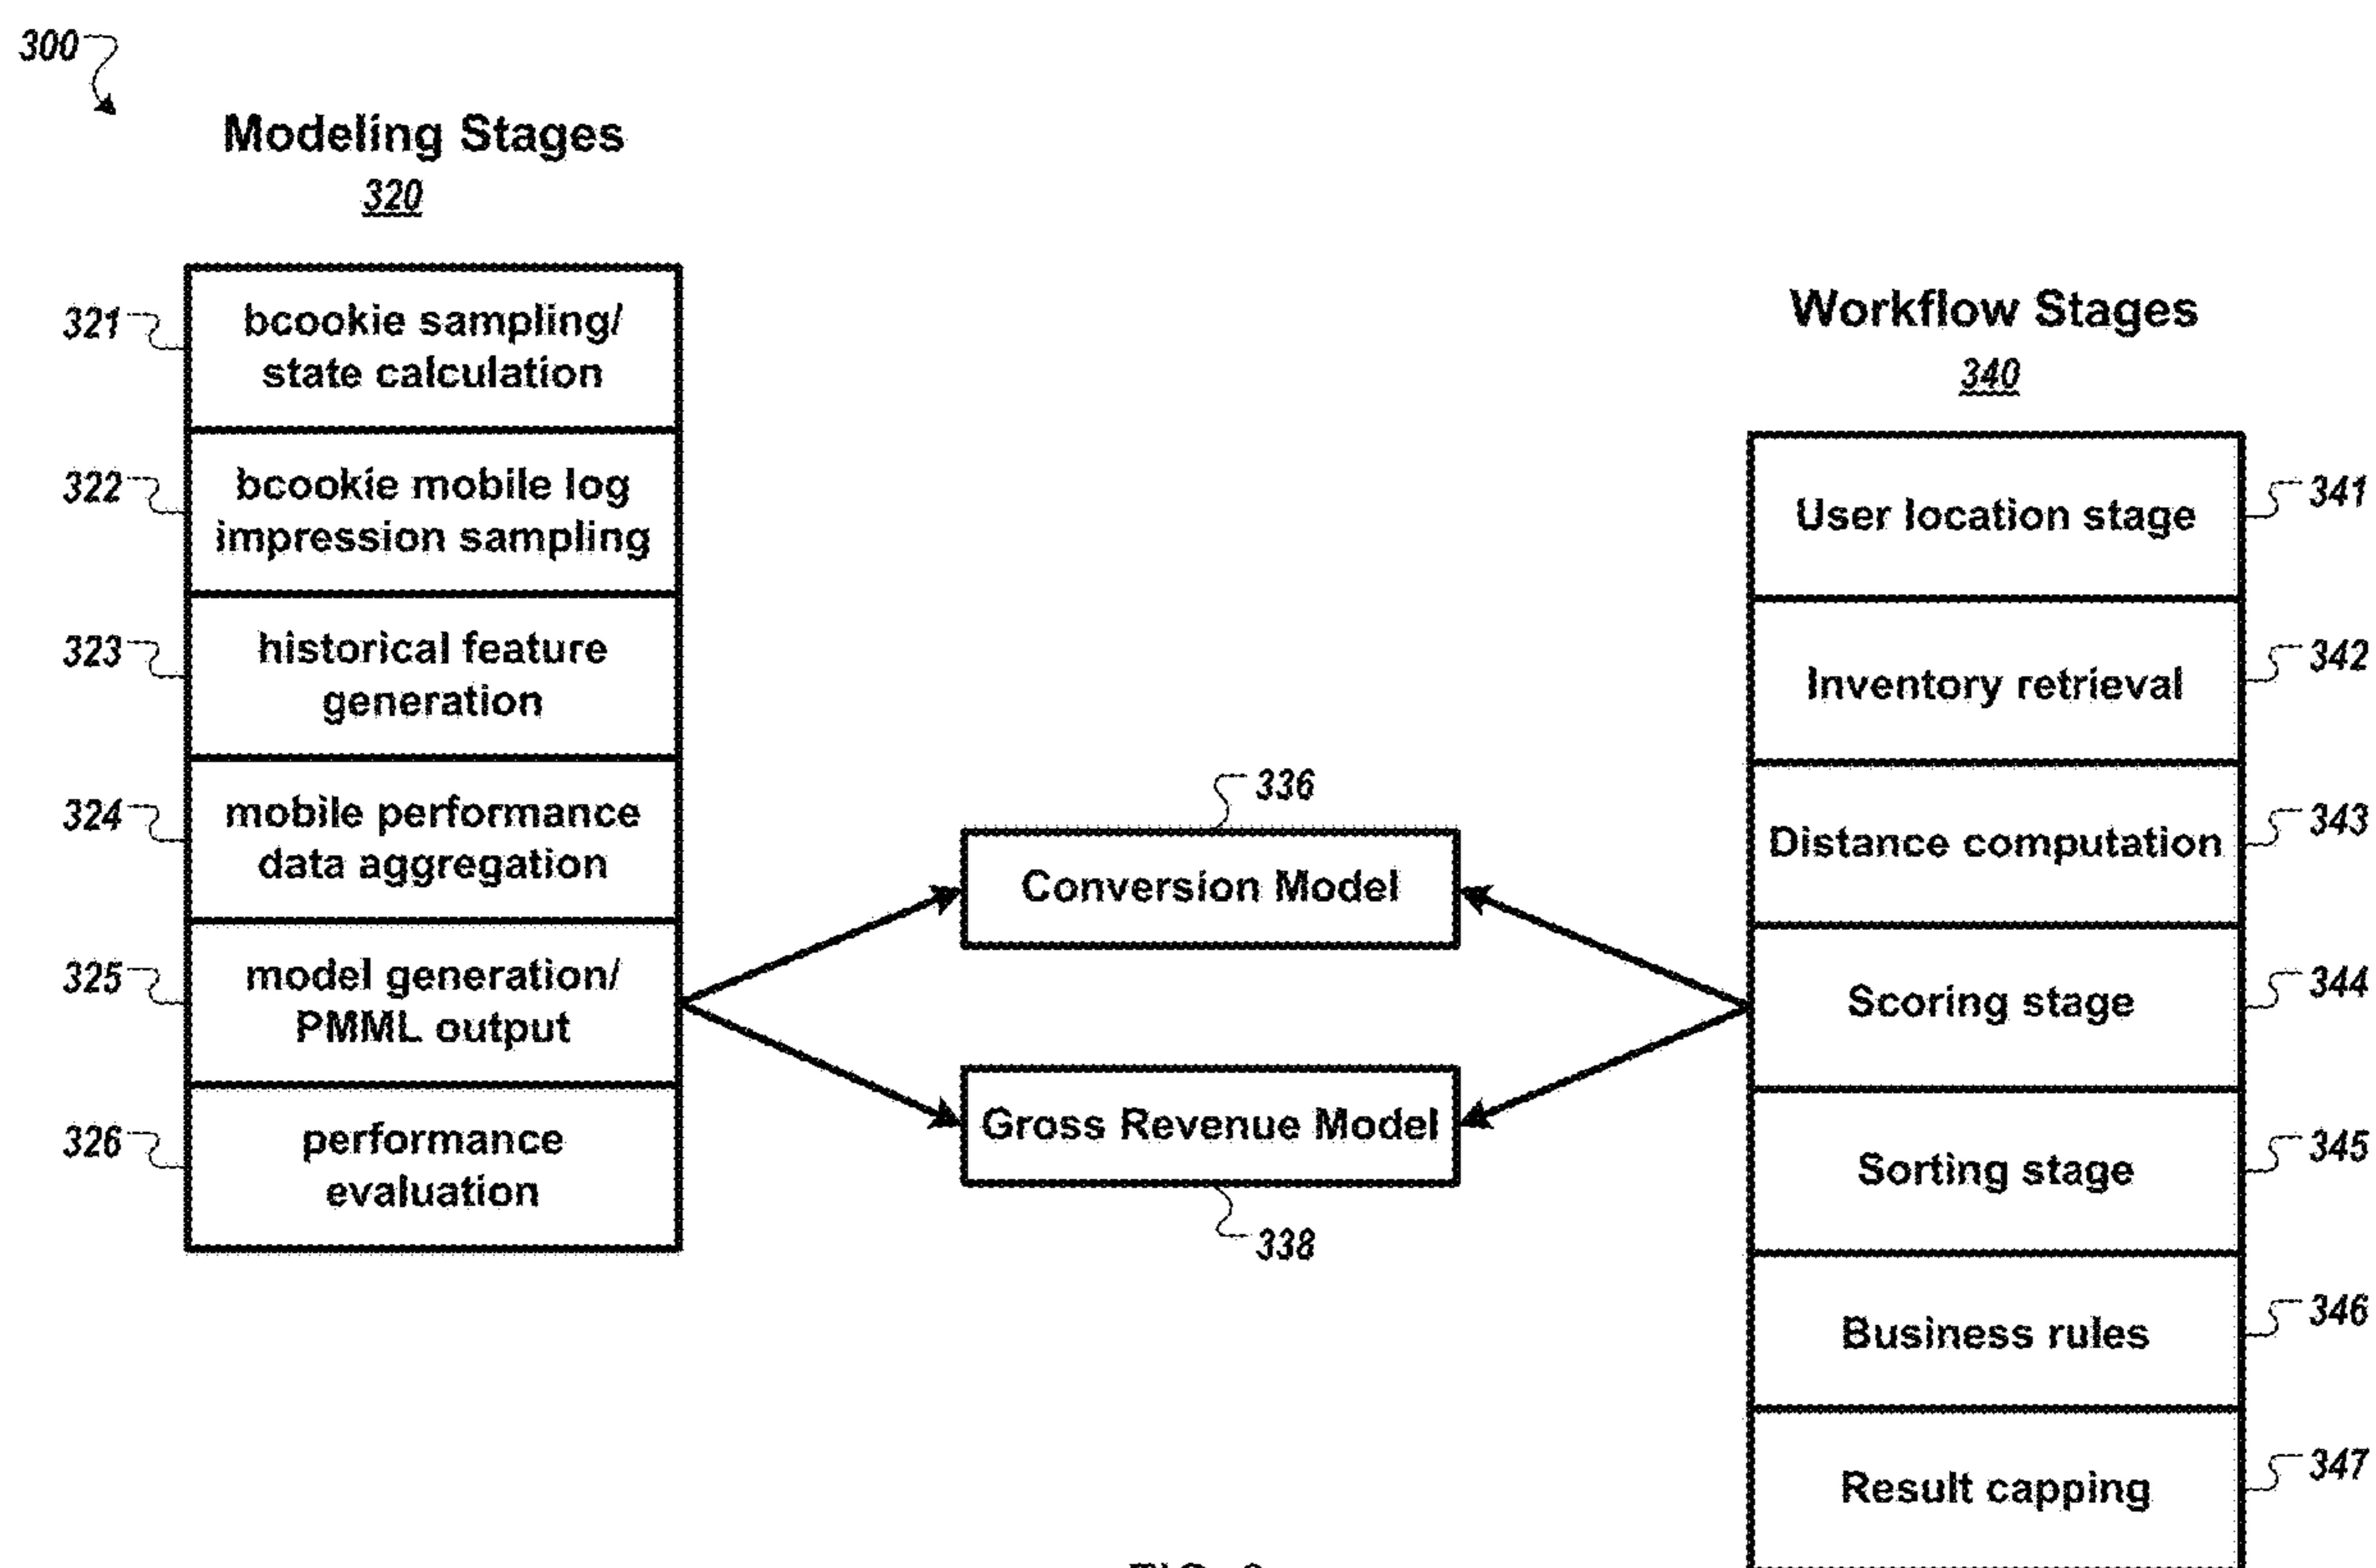 300
Modeling Stages
320
321
bcookie sampling/
state calculation
322
bcookie mobile log
impression sampling
323
historical feature
generation
324
mobile performance
data aggregation
325
model generation/
PMML output
326
performance
evaluation
336
Conversion Model
Gross Revenue Model
338
Workflow Stages
340
User location stage
341
Inventory retrieval
342
Distance computation
343
Scoring stage
344
Sorting stage
345
Business rules
346
Result capping
347